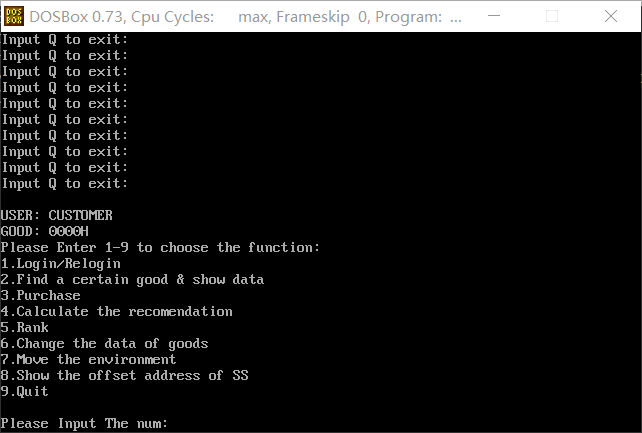 DOS BOX
DOSBox 0.73, Cpu Cycles: max, Frameskip 0, Program: ...
Input Q to exit:
Input Q to exit:
Input Q to exit:
Input Q to exit:
Input Q to exit:
Input Q to exit:
Input Q to exit:
Input Q to exit:
Input Q to exit:
Input Q to exit:
USER: CUSTOMER
GOOD: 0000H
Please Enter 1-9 to choose the function:
1.Login/Relogin
2.Find a certain good & show data
3.Purchase
4.Calculate the recomendation
5.Rank
6.Change the data of goods
7.Move the environment
8.Show the offset address of SS
9.Quit
Please Input The num: